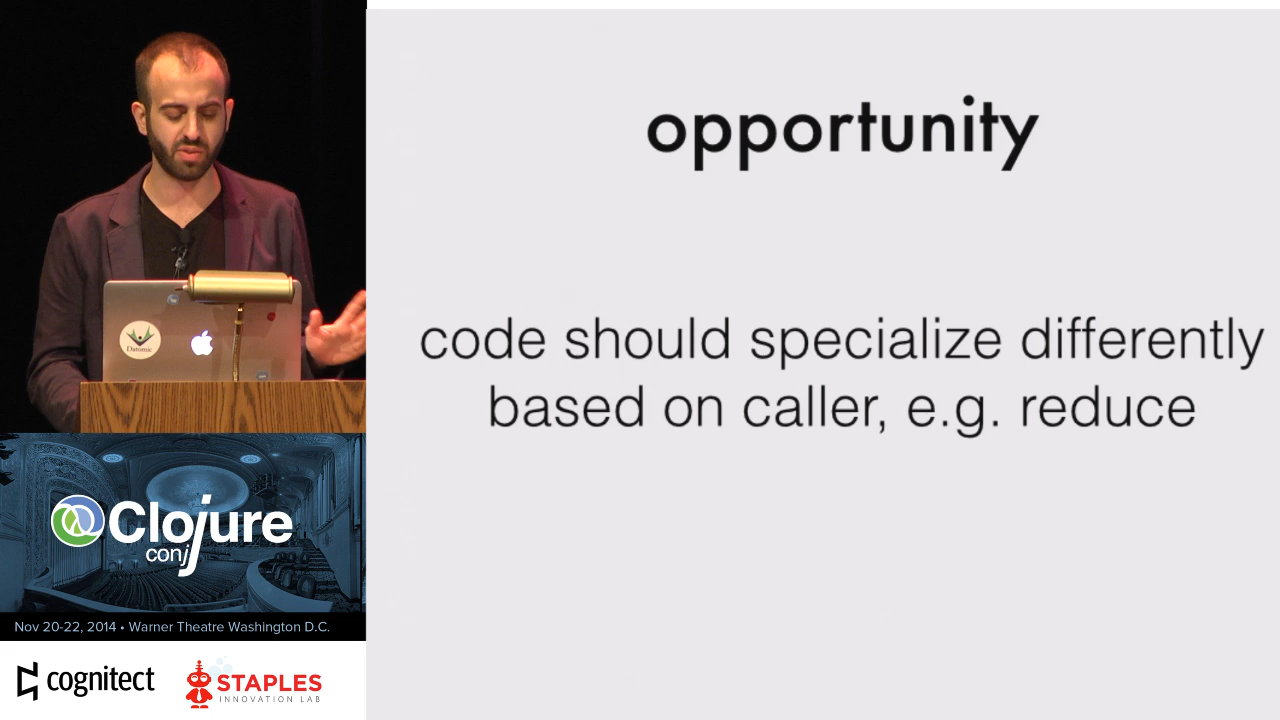 opportunity
code should specialize differently
based on caller, e.g. reduce
Datomic
Clojure
conj
Nov 20-22, 2014 • Warner Theatre Washington D.C.
cognitect
STAPLES
INNOVATION LAB